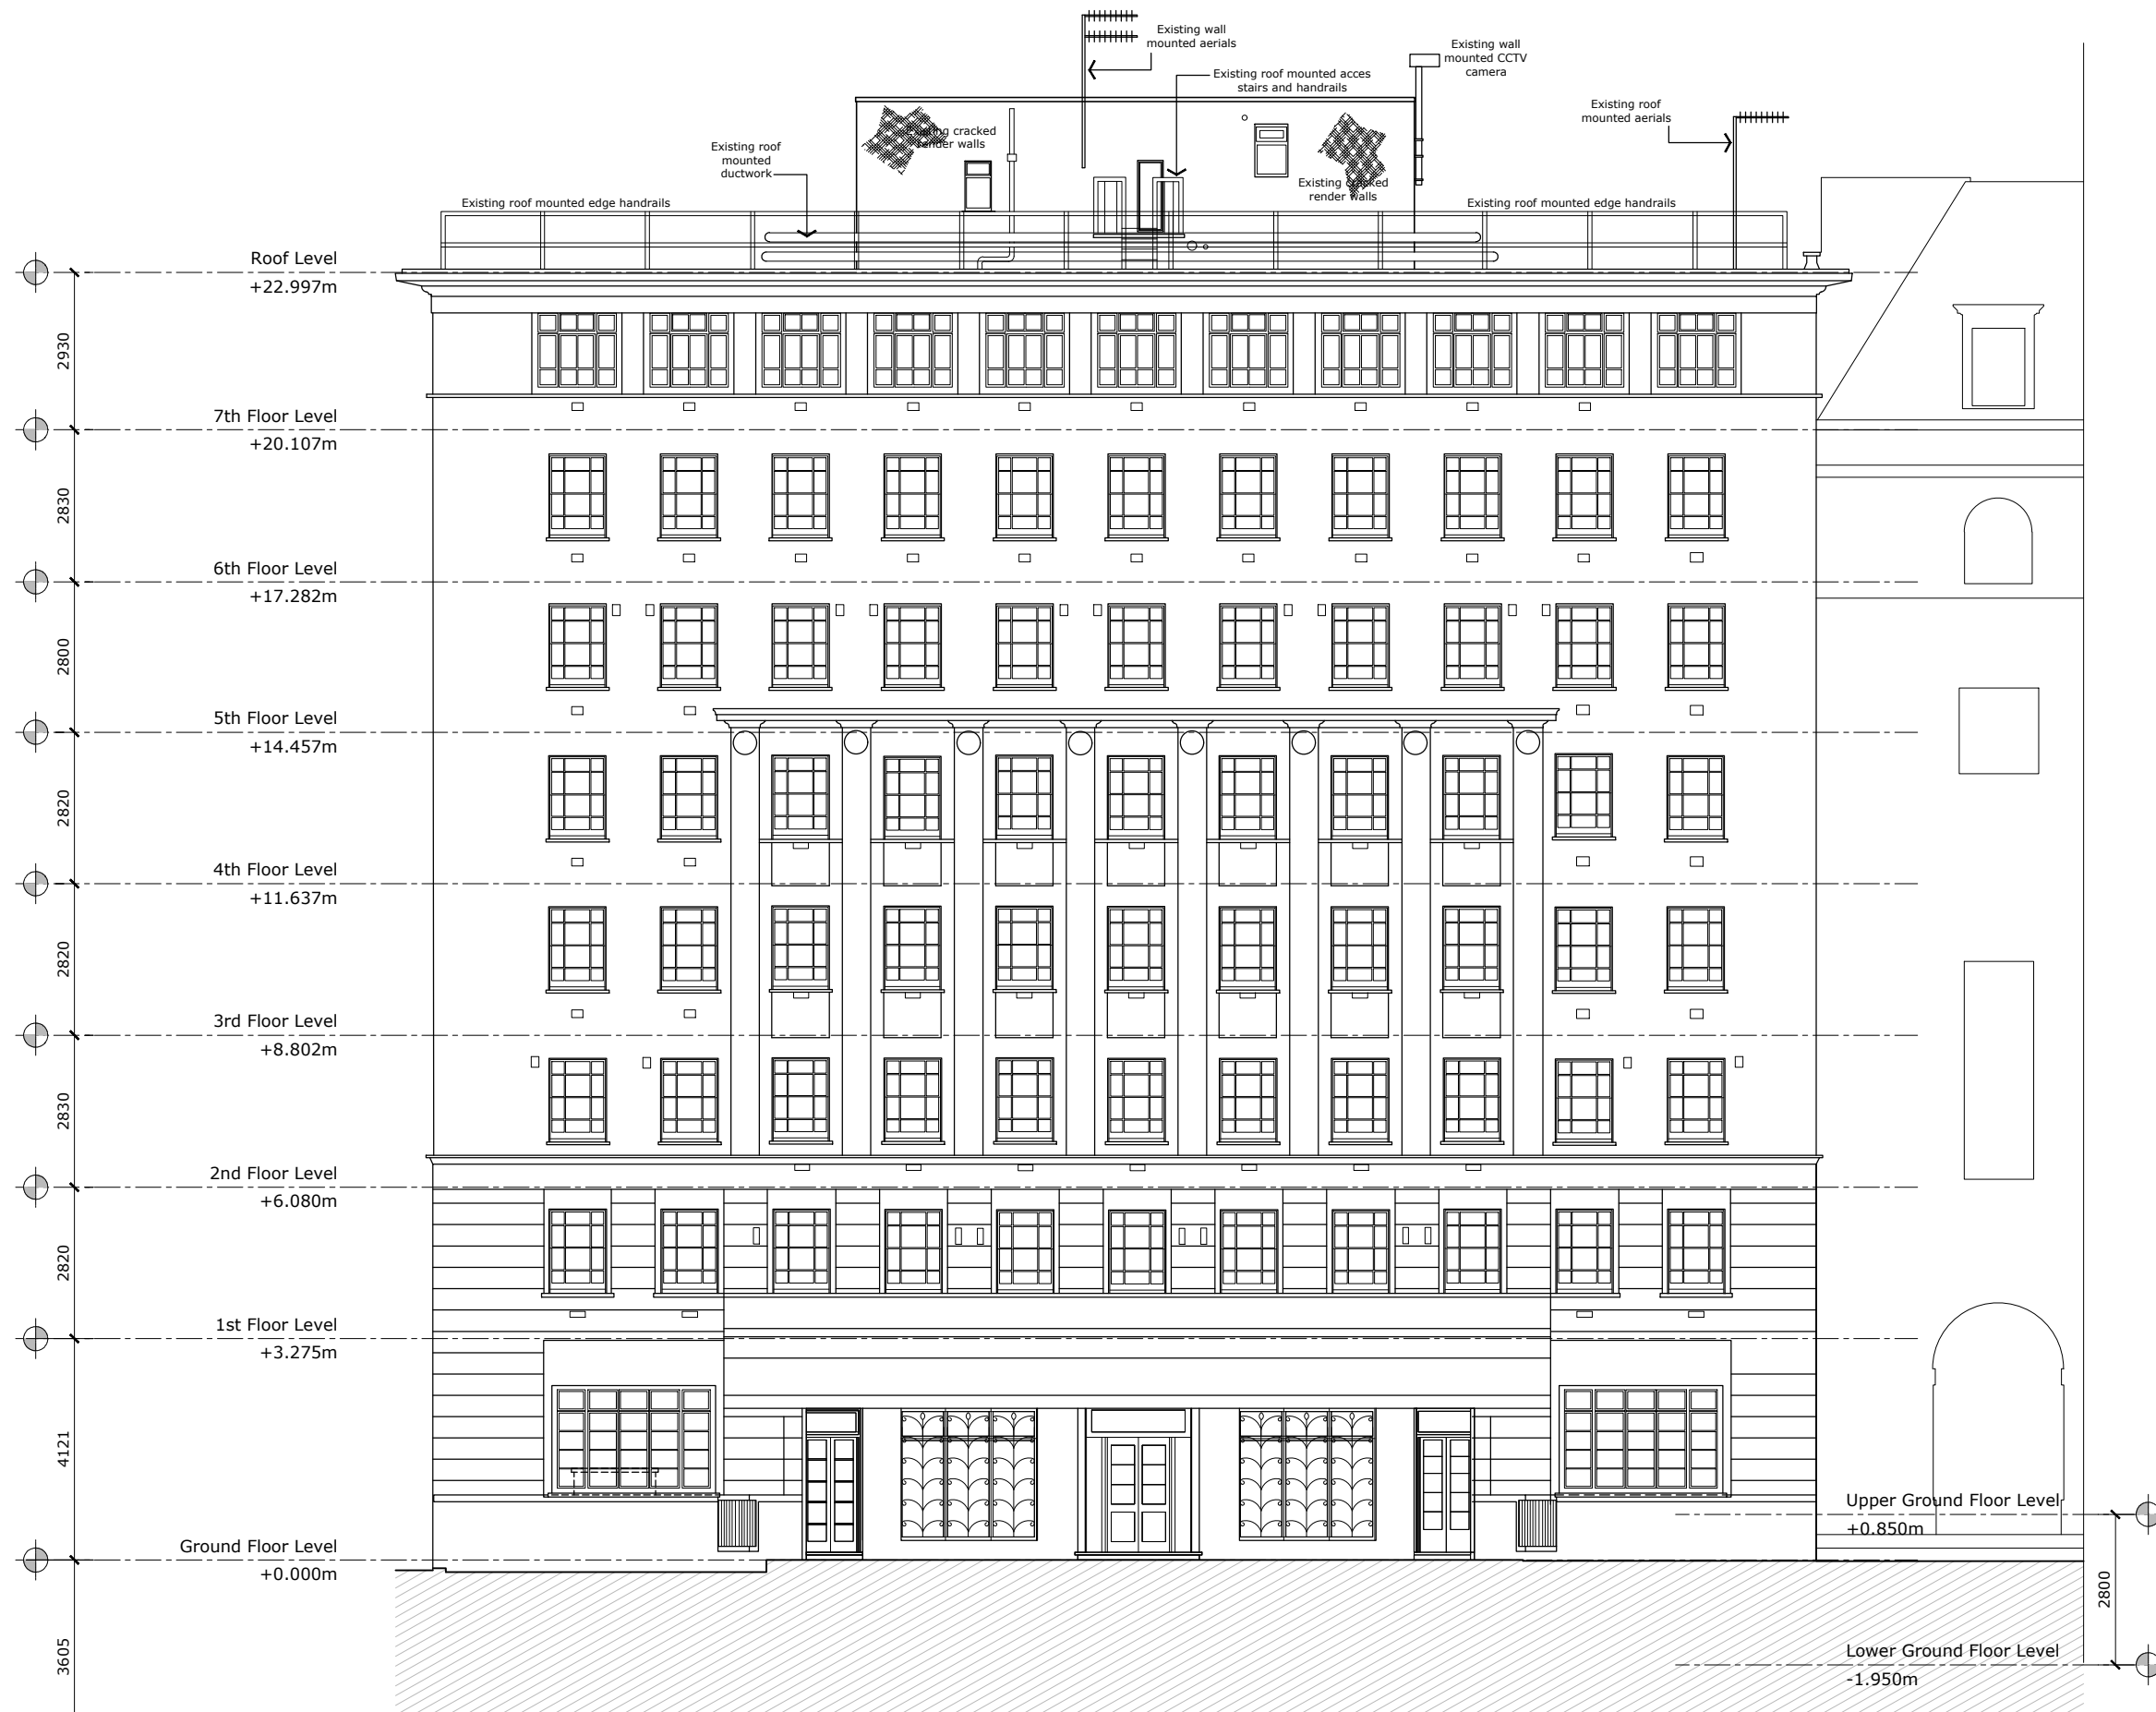 Existing wall
mounted aerials
Existing wall
mounted CCTV
camera
Existing roof mounted acces
stairs and handrails
Existing roof
mounted aerials
Existing cracked
render walls
Existing roof
mounted
ductwork
Existing cracked
render walls
Existing roof mounted edge handrails
Existing roof mounted edge handrails
Roof Level
+22.997m
2930
7th Floor Level
+20.107m
2830
6th Floor Level
+17.282m
2800
5th Floor Level
+14.457m
2820
4th Floor Level
+11.637m
2820
3rd Floor Level
+8.802m
2830
2nd Floor Level
+6.080m
2820
1st Floor Level
+3.275m
4121
Upper Ground Floor Level
+0.850m
Ground Floor Level
+0.000m
2800
3605
Lower Ground Floor Level
-1.950m